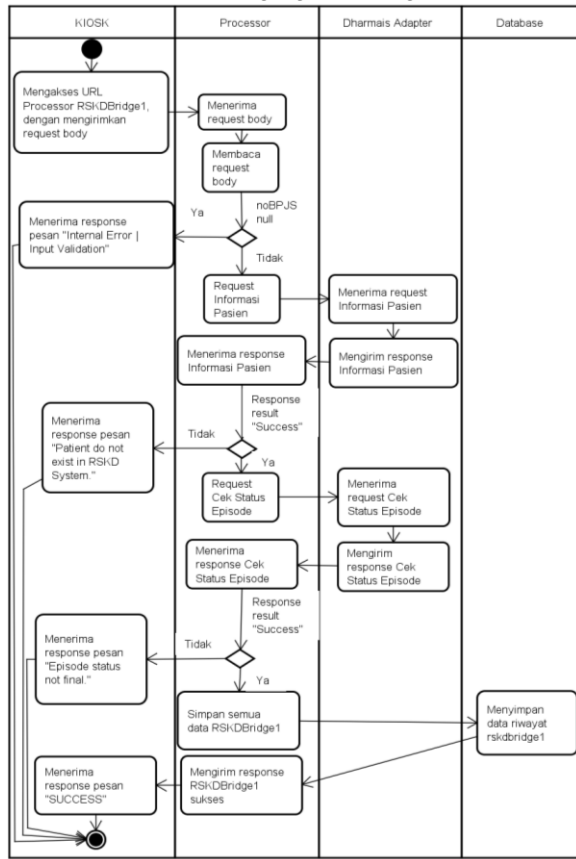 KIOSK
Processor
Dharmais Adapter
Database
Mengakses URL
Processor RSKDBridge1,
dengan mengirimkan
request body
Menerima
request body
Membaca
request
body
noBPJS
null
Ya
Menerima response
pesan "Internal Error |
Input Validation"
Tidak
Request
Informasi
Pasien
Menerima request
Informasi Pasien
Menerima response
Informasi Pasien
Mengirim response
Informasi Pasien
Response
result
"Success"
Tidak
Menerima
response pesan
"Patient do not
exist in RSKD
System."
Ya
Request
Cek Status
Episode
Menerima
request Cek
Status Episode
Menerima
response Cek
Status Episode
Mengirim
response Cek
Status Episode
Response
result
"Success"
Tidak
Menerima
response pesan
"Episode status
not final."
Ya
Simpan semua
data RSKDBridge1
Menyimpan
data riwayat
rskdbridge1
Menerima
response pesan
"SUCCESS"
Mengirim response
RSKDBridge1
sukses